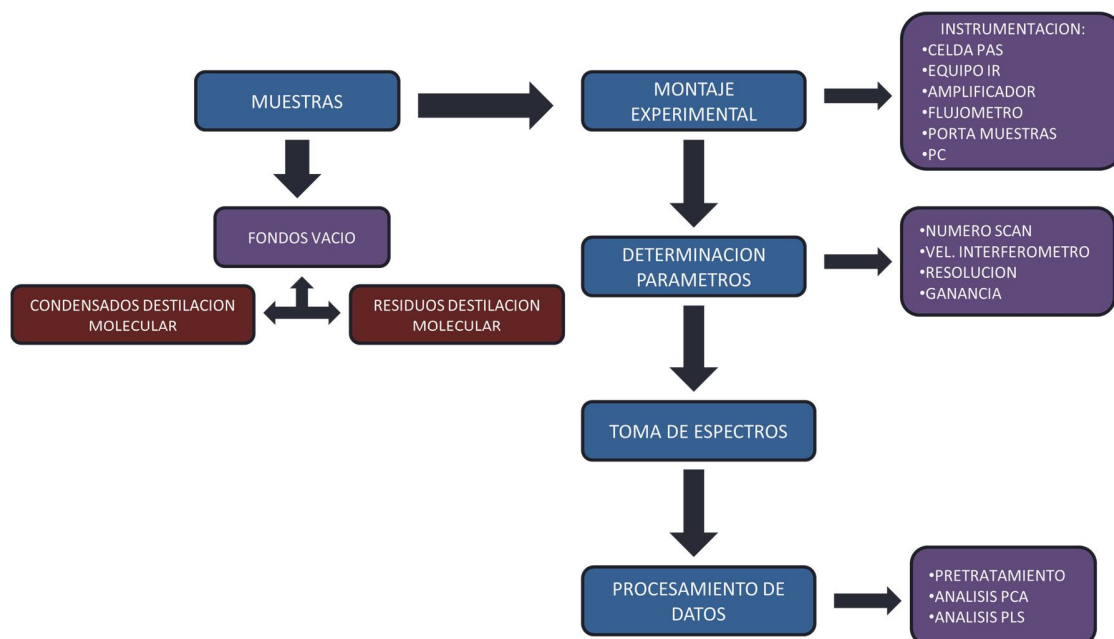 MUESTRAS
MONTAJE
EXPERIMENTAL
INSTRUMENTACION:
•CELDA PAS
•EQUIPO IR
•AMPLIFICADOR
•FLUJOMETRO
•PORTA MUESTRAS
•PC
FONDOS VACIO
CONDENSADOS DESTILACION
MOLECULAR
RESIDUOS DESTILACION
MOLECULAR
DETERMINACION
PARAMETROS
•NUMERO SCAN
•VEL. INTERFEROMETRO
•RESOLUCION
•GANANCIA
TOMA DE ESPECTROS
PROCESAMIENTO DE
DATOS
•PRETRATAMIENTO
•ANALISIS PCA
•ANALISIS PLS